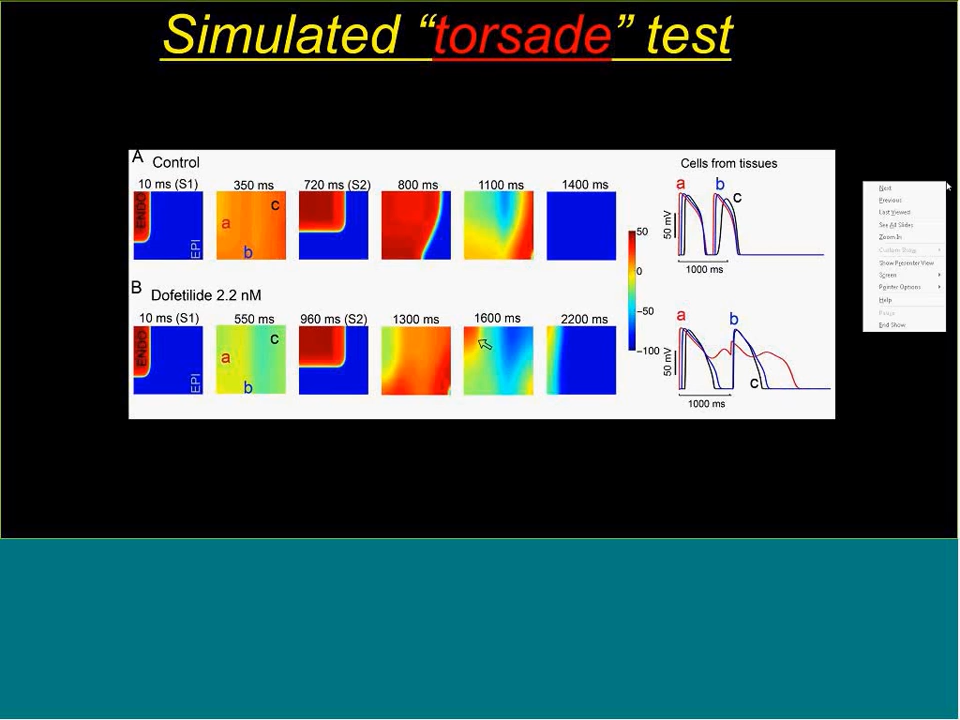 Simulated “torsade” test
A Control
10 ms (S1) 350 ms 720 ms (S2) 800 ms 1100 ms 1400 ms
ENDO
EPI
a
b
c
Cells from tissues
a b c
50 mV
1000 ms
50
0
−50
−100
B Dofetilide 2.2 nM
10 ms (S1) 550 ms 960 ms (S2) 1300 ms 1600 ms 2200 ms
ENDO
EPI
a
b
c
a b
c
50 mV
1000 ms
Next
Previous
Last Viewed
See All Slides
Zoom In
Custom Show
Show Presenter View
Screen
Pointer Options
Help
Pause
End Show